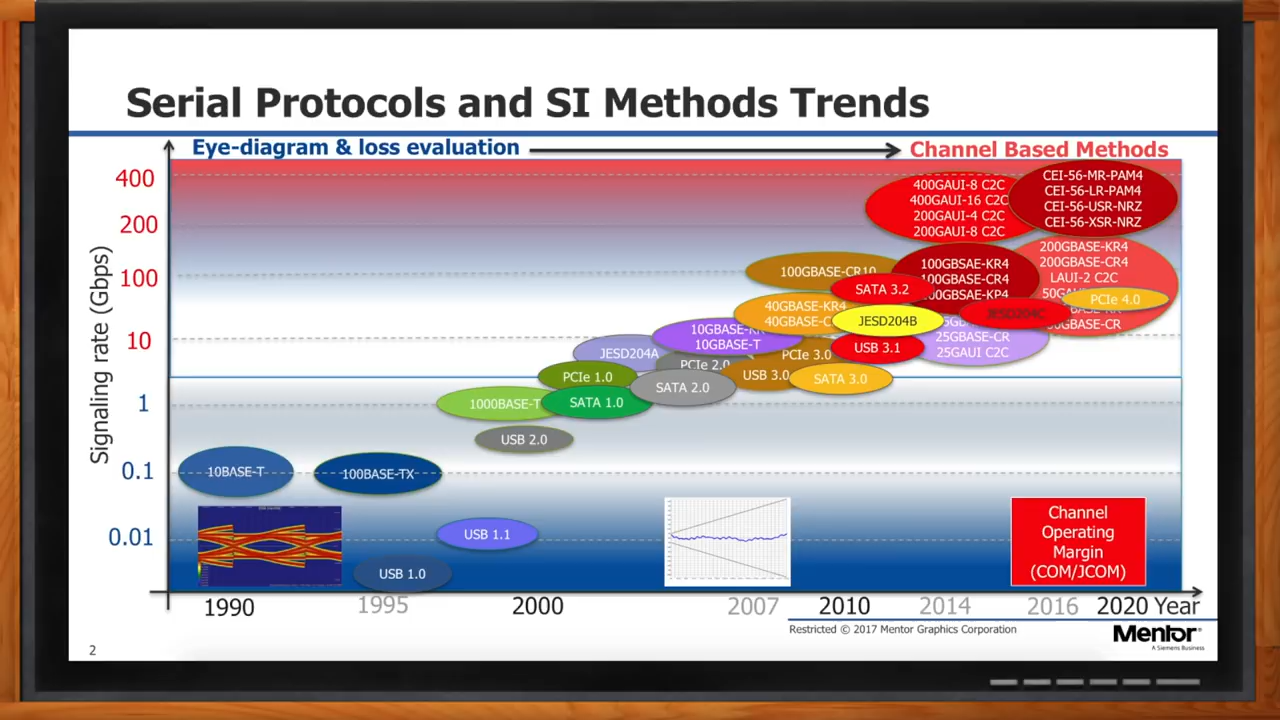 Serial Protocols and SI Methods Trends
Eye-diagram & loss evaluation
Channel Based Methods
Signaling rate (Gbps)
400
200
100
10
1
0.1
0.01
400GAUI-8 C2C
400GAUI-16 C2C
200GAUI-4 C2C
200GAUI-8 C2C
CEI-56-MR-PAM4
CEI-56-LR-PAM4
CEI-56-USR-NRZ
CEI-56-XSR-NRZ
100GBASE-CR10
100GBSAE-KR4
100GBASE-CR4
100GBSAE-KP4
200GBASE-KR4
200GBASE-CR4
LAUI-2 C2C
PCIe 4.0
50GBASE-CR
SATA 3.2
40GBASE-KR4
JESD204B
JESD204C
10GBASE-KR
10GBASE-T
25GBASE-CR
25GAUI C2C
USB 3.1
JESD204A
PCIe 3.0
PCIe 2.0
PCIe 1.0
USB 3.0
SATA 3.0
SATA 2.0
1000BASE-T
SATA 1.0
USB 2.0
10BASE-T
100BASE-TX
USB 1.1
USB 1.0
Channel
Operating
Margin
(COM/JCOM)
1990
1995
2000
2007
2010
2014
2016
2020 Year
Restricted © 2017 Mentor Graphics Corporation
Mentor®
A Siemens Business
2